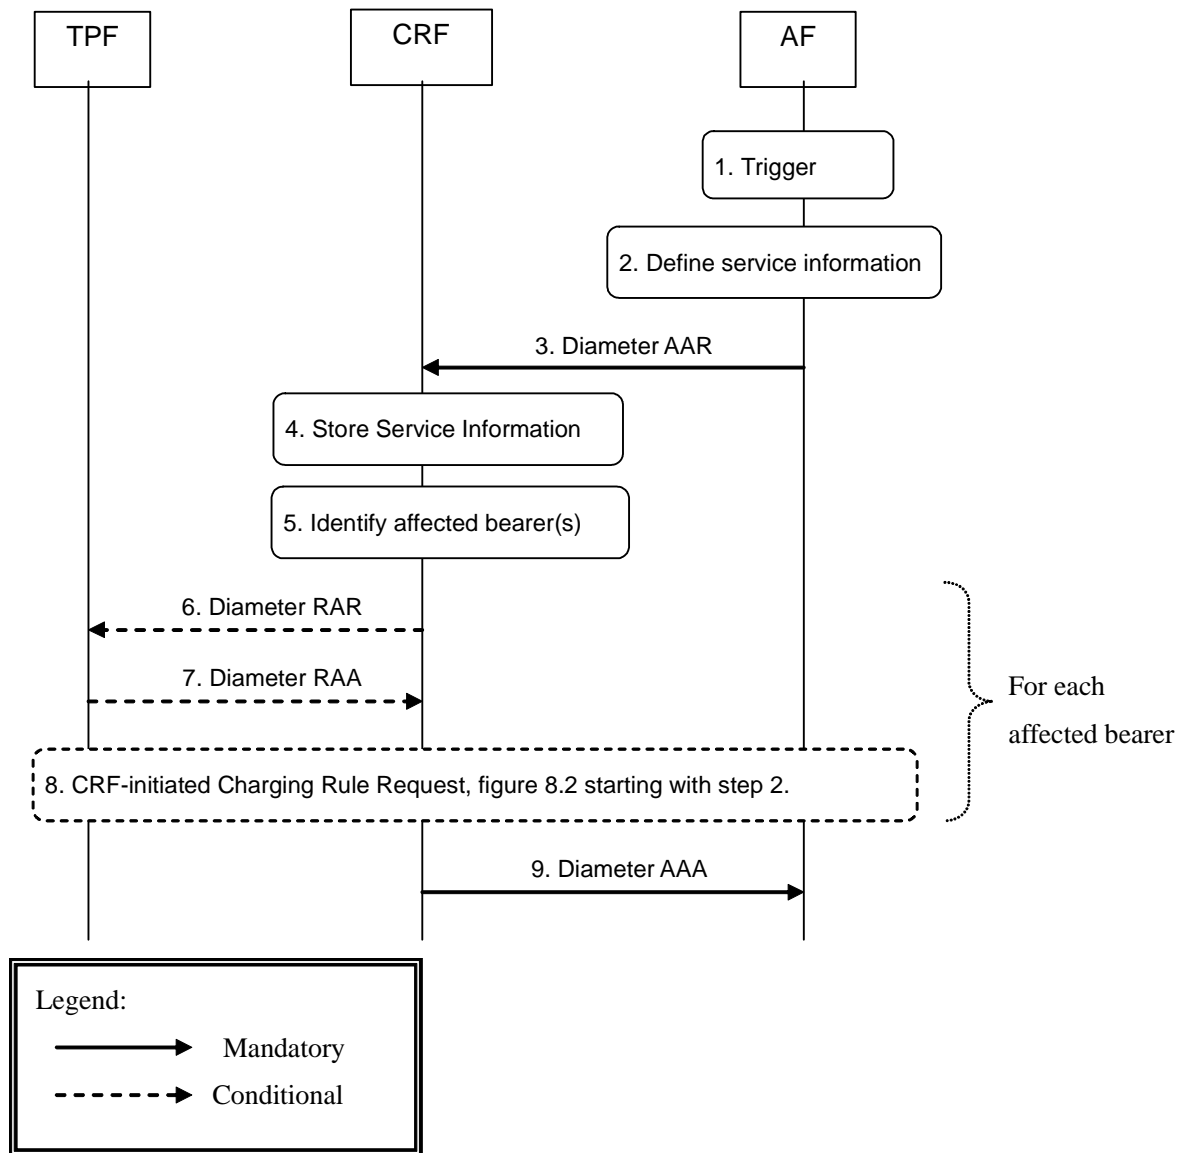 TPF
CRF
AF
1. Trigger
2. Define service information
3. Diameter AAR
4. Store Service Information
5. Identify affected bearer(s)
6. Diameter RAR
7. Diameter RAA
For each
affected bearer
8. CRF-initiated Charging Rule Request, figure 8.2 starting with step 2.
9. Diameter AAA
Legend:
Mandatory
Conditional